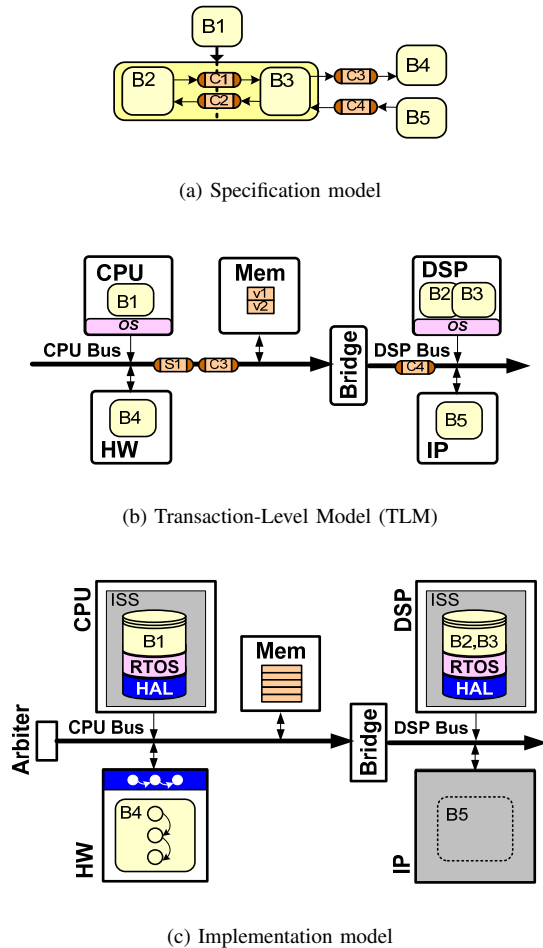 B1
B2
C1
B3
C3
B4
C2
C4
B5
(a) Specification model
CPU
B1
OS
Mem
v1
v2
DSP
B2 B3
OS
CPU Bus
S1
C3
Bridge
DSP Bus
C4
B4
HW
B5
IP
(b) Transaction-Level Model (TLM)
CPU
ISS
B1
RTOS
HAL
Mem
DSP
ISS
B2,B3
RTOS
HAL
Arbiter
CPU Bus
Bridge
DSP Bus
HW
B4
IP
B5
(c) Implementation model